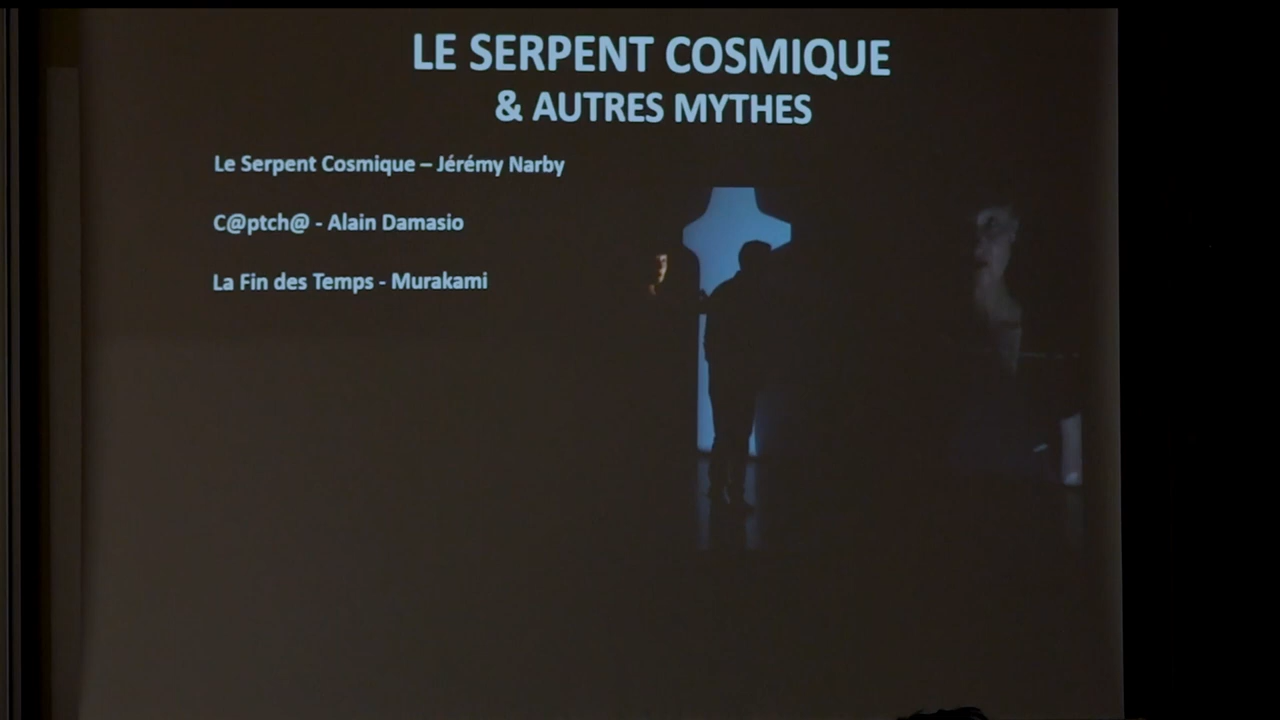 LE SERPENT COSMIQUE
& AUTRES MYTHES
Le Serpent Cosmique – Jérémy Narby
C@ptch@ - Alain Damasio
La Fin des Temps - Murakami